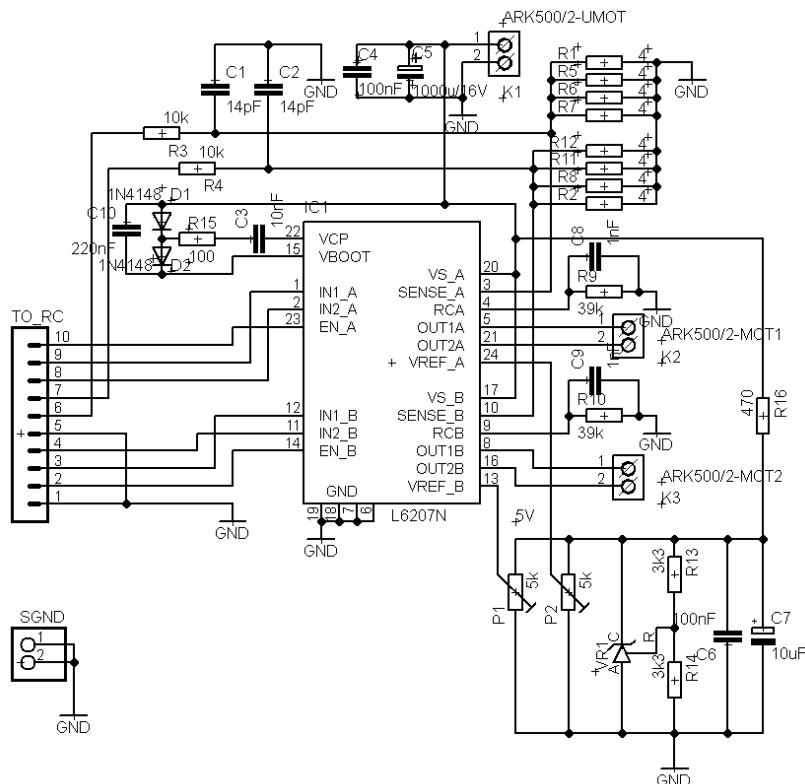 ARK500/2-UMOT
1
2
K1
C1
14pF
C2
14pF
GND
C4
100nF
C5
1000u/16V
GND
R1
4
R5
4
R6
4
R7
4
GND
R12
4
R11
4
R8
4
R2
4
10k
R3
10k
R4
1N4148
D1
C10
220nF
1N4148
D2
R15
100
C3
10nF
IC1
22
VCP
15
VBOOT
1
IN1_A
2
IN2_A
23
EN_A
12
IN1_B
11
IN2_B
14
EN_B
VS_A
20
SENSE_A
3
RCA
4
OUT1A
5
OUT2A
21
VREF_A
24
VS_B
17
SENSE_B
10
RCB
9
OUT1B
8
OUT2B
16
VREF_B
13
GND
19
18
7
6
GND
L6207N
C8
1nF
R9
39k
GND
1
2
ARK500/2-MOT1
K2
C9
1nF
R10
39k
GND
1
2
ARK500/2-MOT2
K3
470
R16
TO_RC
10
9
8
7
6
5
4
3
2
1
GND
5V
P1
5k
P2
5k
VR1
C
A
R
3k3
R13
3k3
R14
100nF
C6
C7
10uF
GND
SGND
1
2
GND